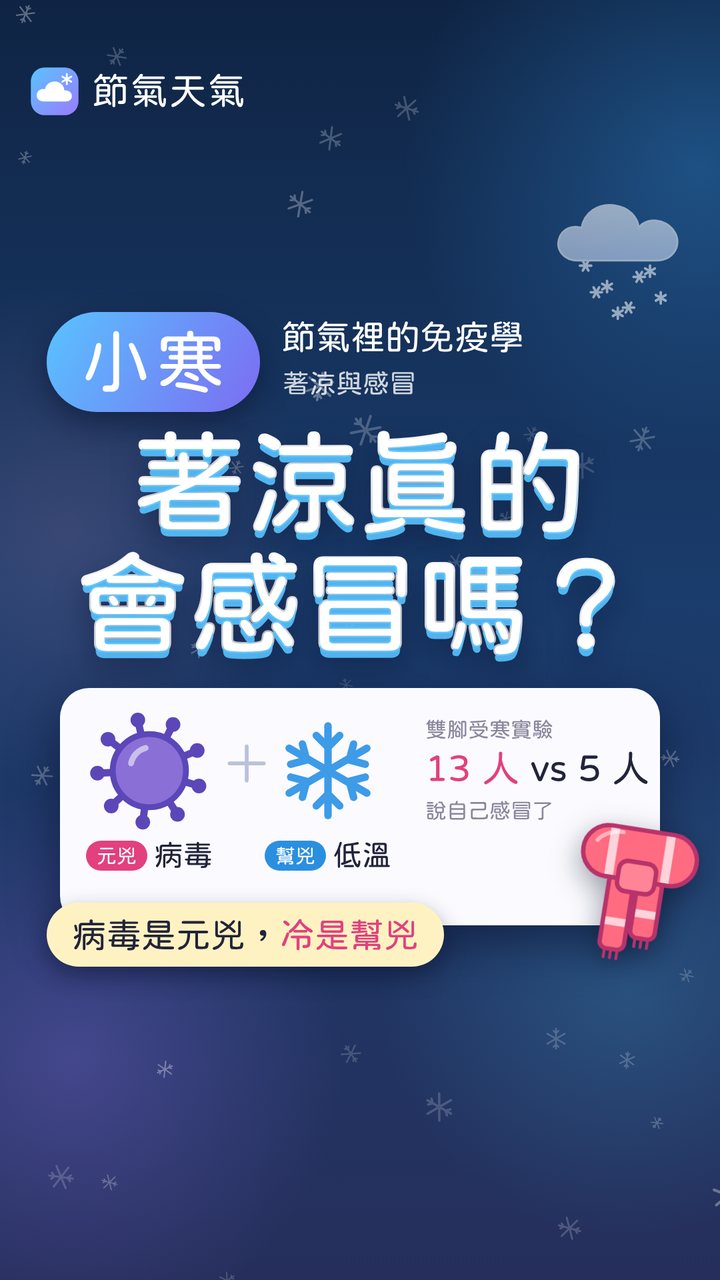 節氣天氣
小寒
節氣裡的免疫學
著涼與感冒
著涼真的
會感冒嗎？
雙腳受寒實驗
13 人 vs 5 人
說自己感冒了
元兇 病毒
幫兇 低溫
病毒是元兇，冷是幫兇